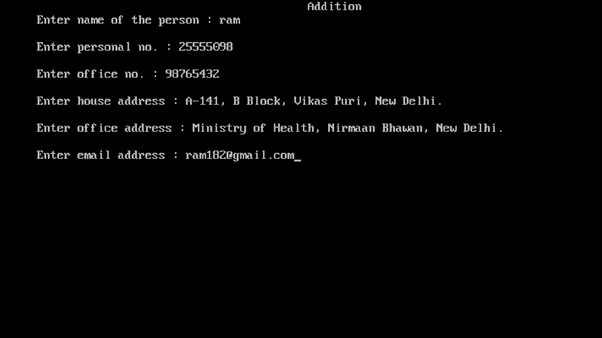 Addition
Enter name of the person : ram
Enter personal no. : 25555098
Enter office no. : 98765432
Enter house address : A-141, B Block, Vikas Puri, New Delhi.
Enter office address : Ministry of Health, Nirmaan Bhawan, New Delhi.
Enter email address : ram182@gmail.com_